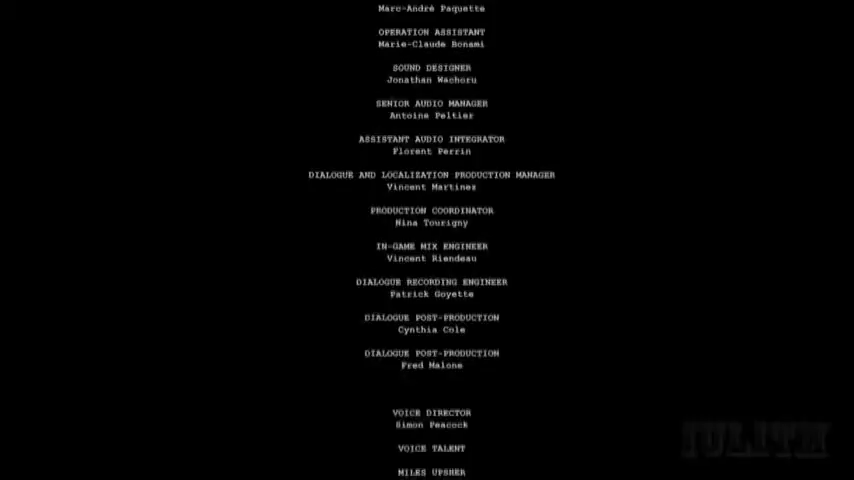 Marc-André Paquette
OPERATION ASSISTANT
Marie-Claude Bonami
SOUND DESIGNER
Jonathan Wachoru
SENIOR AUDIO MANAGER
Antoine Peltier
ASSISTANT AUDIO INTEGRATOR
Florent Perrin
DIALOGUE AND LOCALIZATION PRODUCTION MANAGER
Vincent Martinez
PRODUCTION COORDINATOR
Nina Tourigny
IN-GAME MIX ENGINEER
Vincent Riendeau
DIALOGUE RECORDING ENGINEER
Patrick Goyette
DIALOGUE POST-PRODUCTION
Cynthia Cole
DIALOGUE POST-PRODUCTION
Fred Malone
VOICE DIRECTOR
Simon Peacock
VOICE TALENT
MILES UPSHER